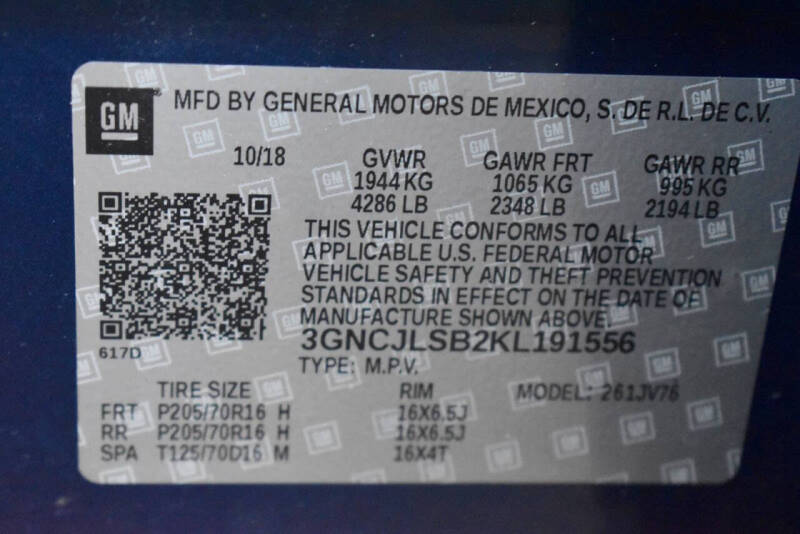 GM MFD BY GENERAL MOTORS DE MEXICO, S. DE R.L. DE C.V.
10/18 GVWR GAWR FRT GAWR RR
1944 KG 1065 KG 995 KG
4286 LB 2348 LB 2194 LB
THIS VEHICLE CONFORMS TO ALL
APPLICABLE U.S. FEDERAL MOTOR
VEHICLE SAFETY AND THEFT PREVENTION
STANDARDS IN EFFECT ON THE DATE OF
MANUFACTURE SHOWN ABOVE.
617D 3GNCJLSB2KL191556
TYPE: M.P.V.
TIRE SIZE RIM MODEL: 261JV76
FRT P205/70R16 H 16X6.5J
RR P205/70R16 H 16X6.5J
SPA T125/70D16 M 16X4T